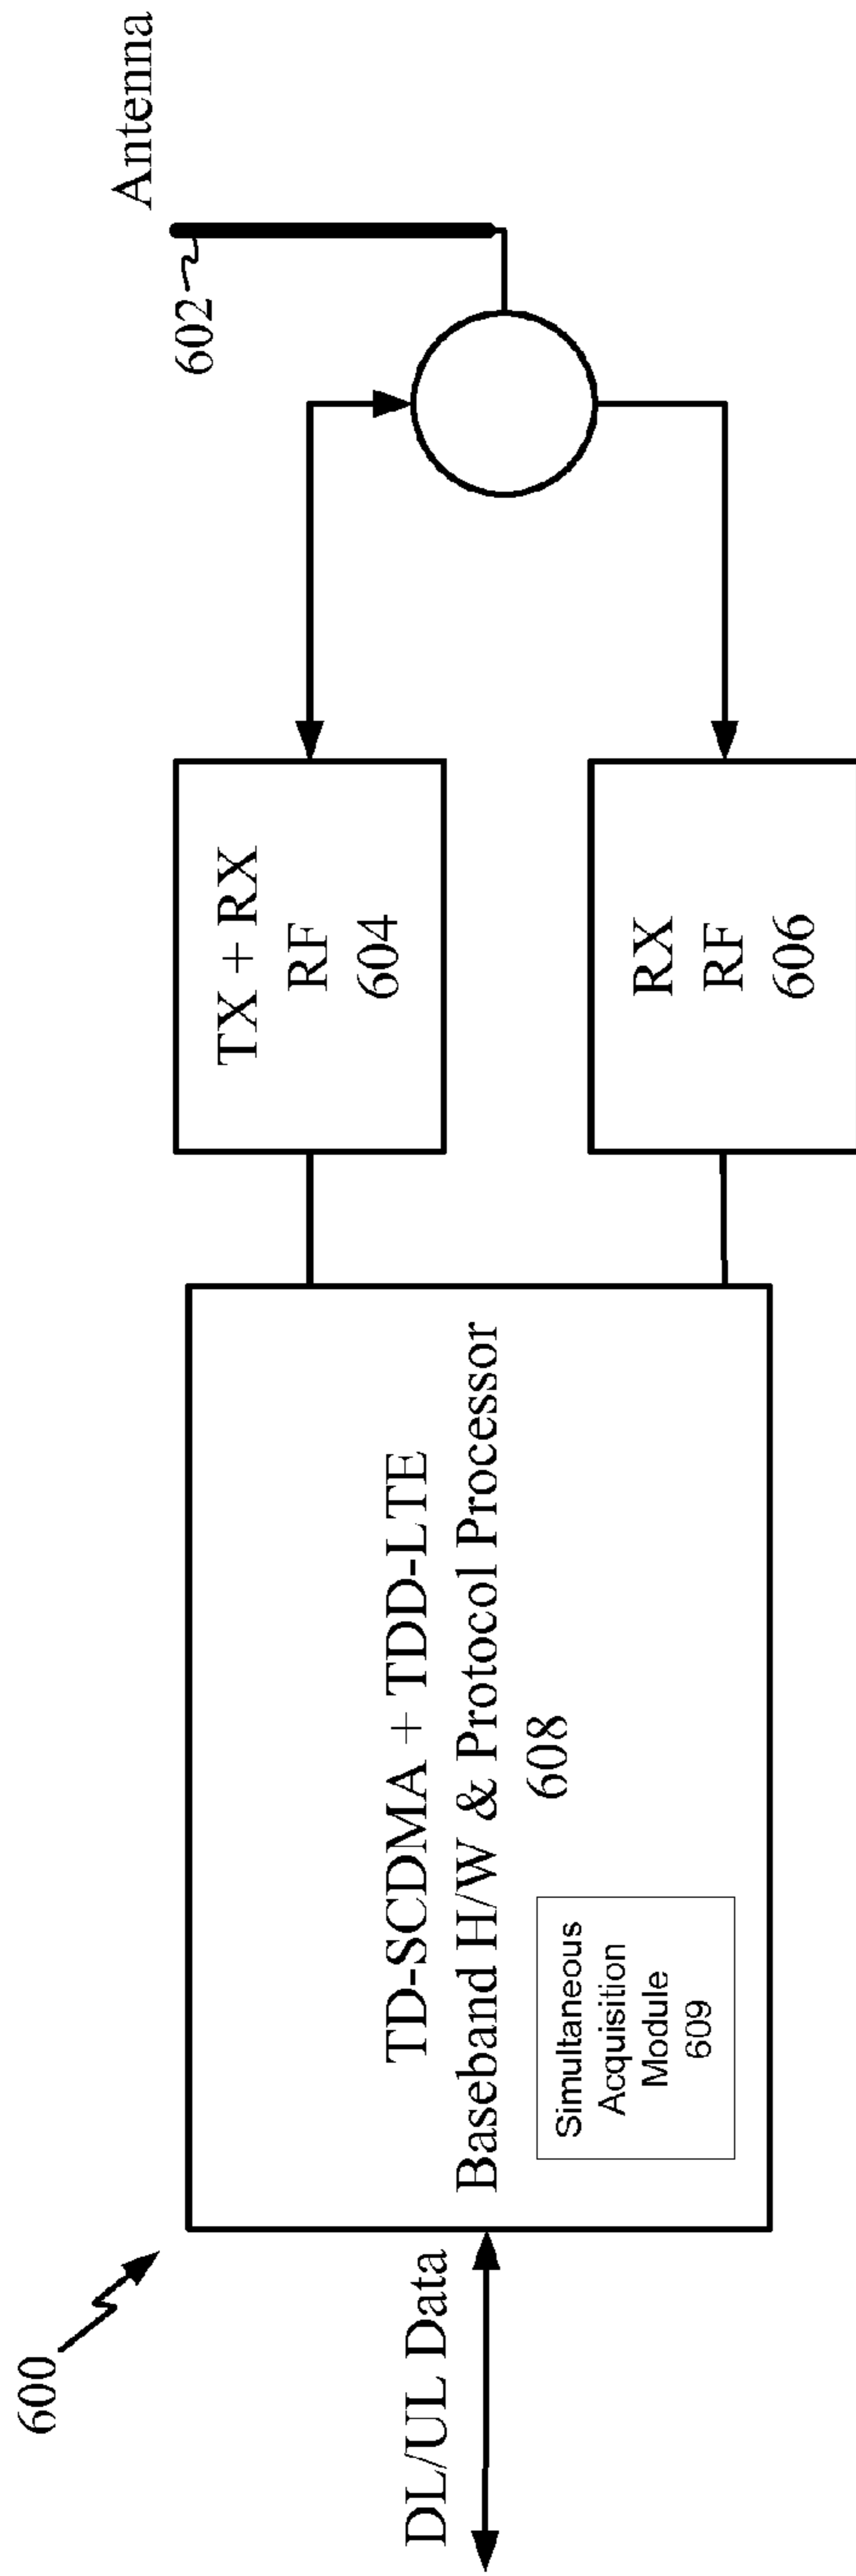 600
DL/UL Data
TD-SCDMA + TDD-LTE
Baseband H/W & Protocol Processor
608
Simultaneous
Acquisition
Module
609
TX + RX
RF
604
RX
RF
606
602
Antenna